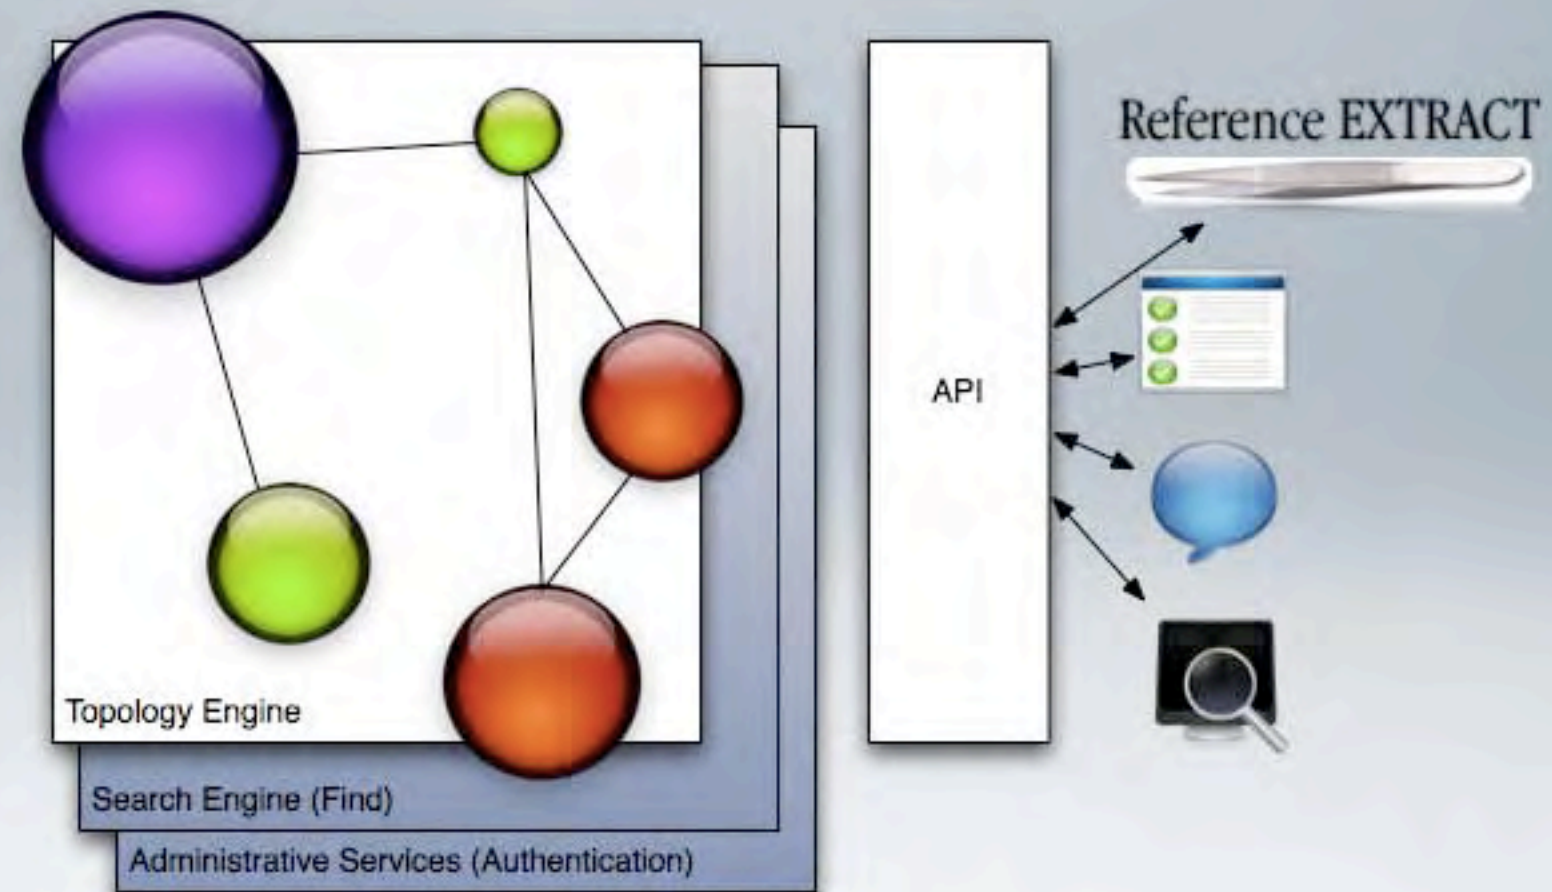 Reference EXTRACT
API
Topology Engine
Search Engine (Find)
Administrative Services (Authentication)